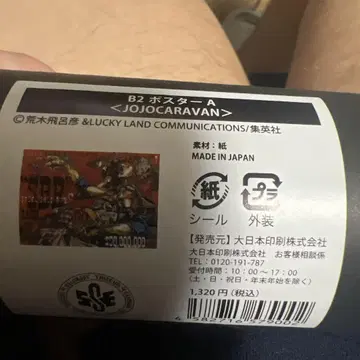 B2 ポスター A
<JOJOCARAVAN>
©荒木飛呂彦 &LUCKY LAND COMMUNICATIONS/集英社
素材:紙
MADE IN JAPAN
紙 プラ
シール 外装
【発売元】大日本印刷株式会社
大日本印刷株式会社 お客様相談係
TEL:0120-191-787
受付時間:10:00~17:00
(土・日・祝日・年末年始を除く)
1,320円(税込)